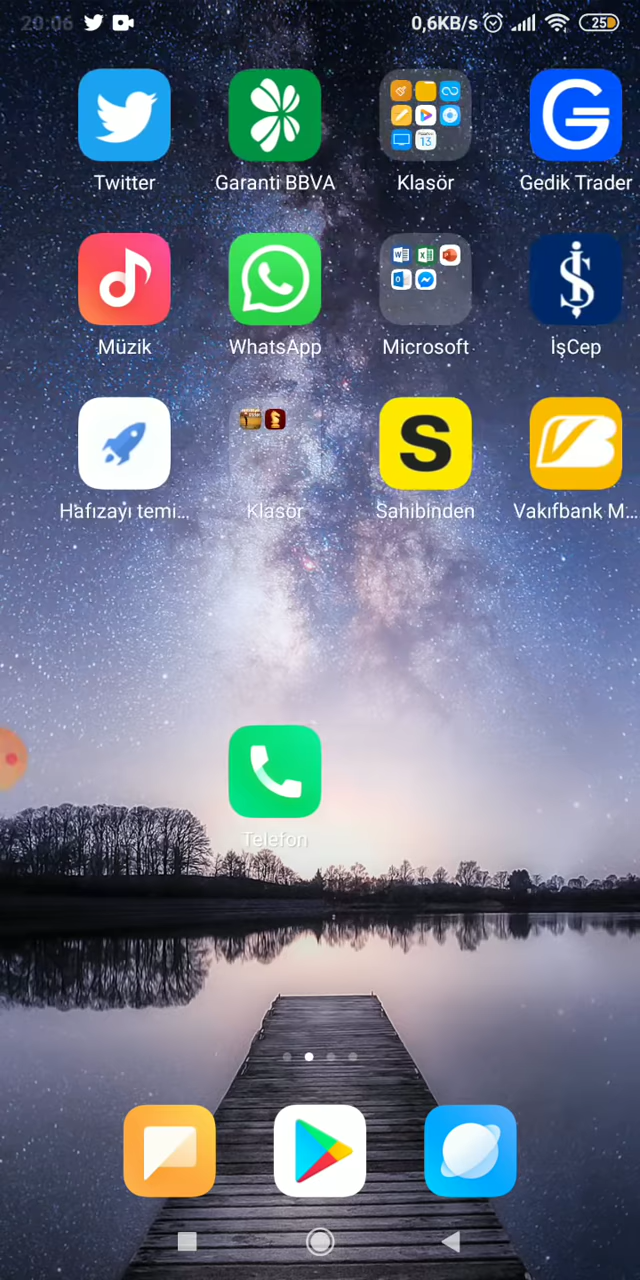 20:06
0,6KB/s
25
Twitter
Garanti BBVA
13
Klasör
Gedik Trader
Müzik
WhatsApp
Microsoft
İşCep
Hafızayı temi...
Klasör
S
Sahibinden
Vakıfbank M...
Telefon